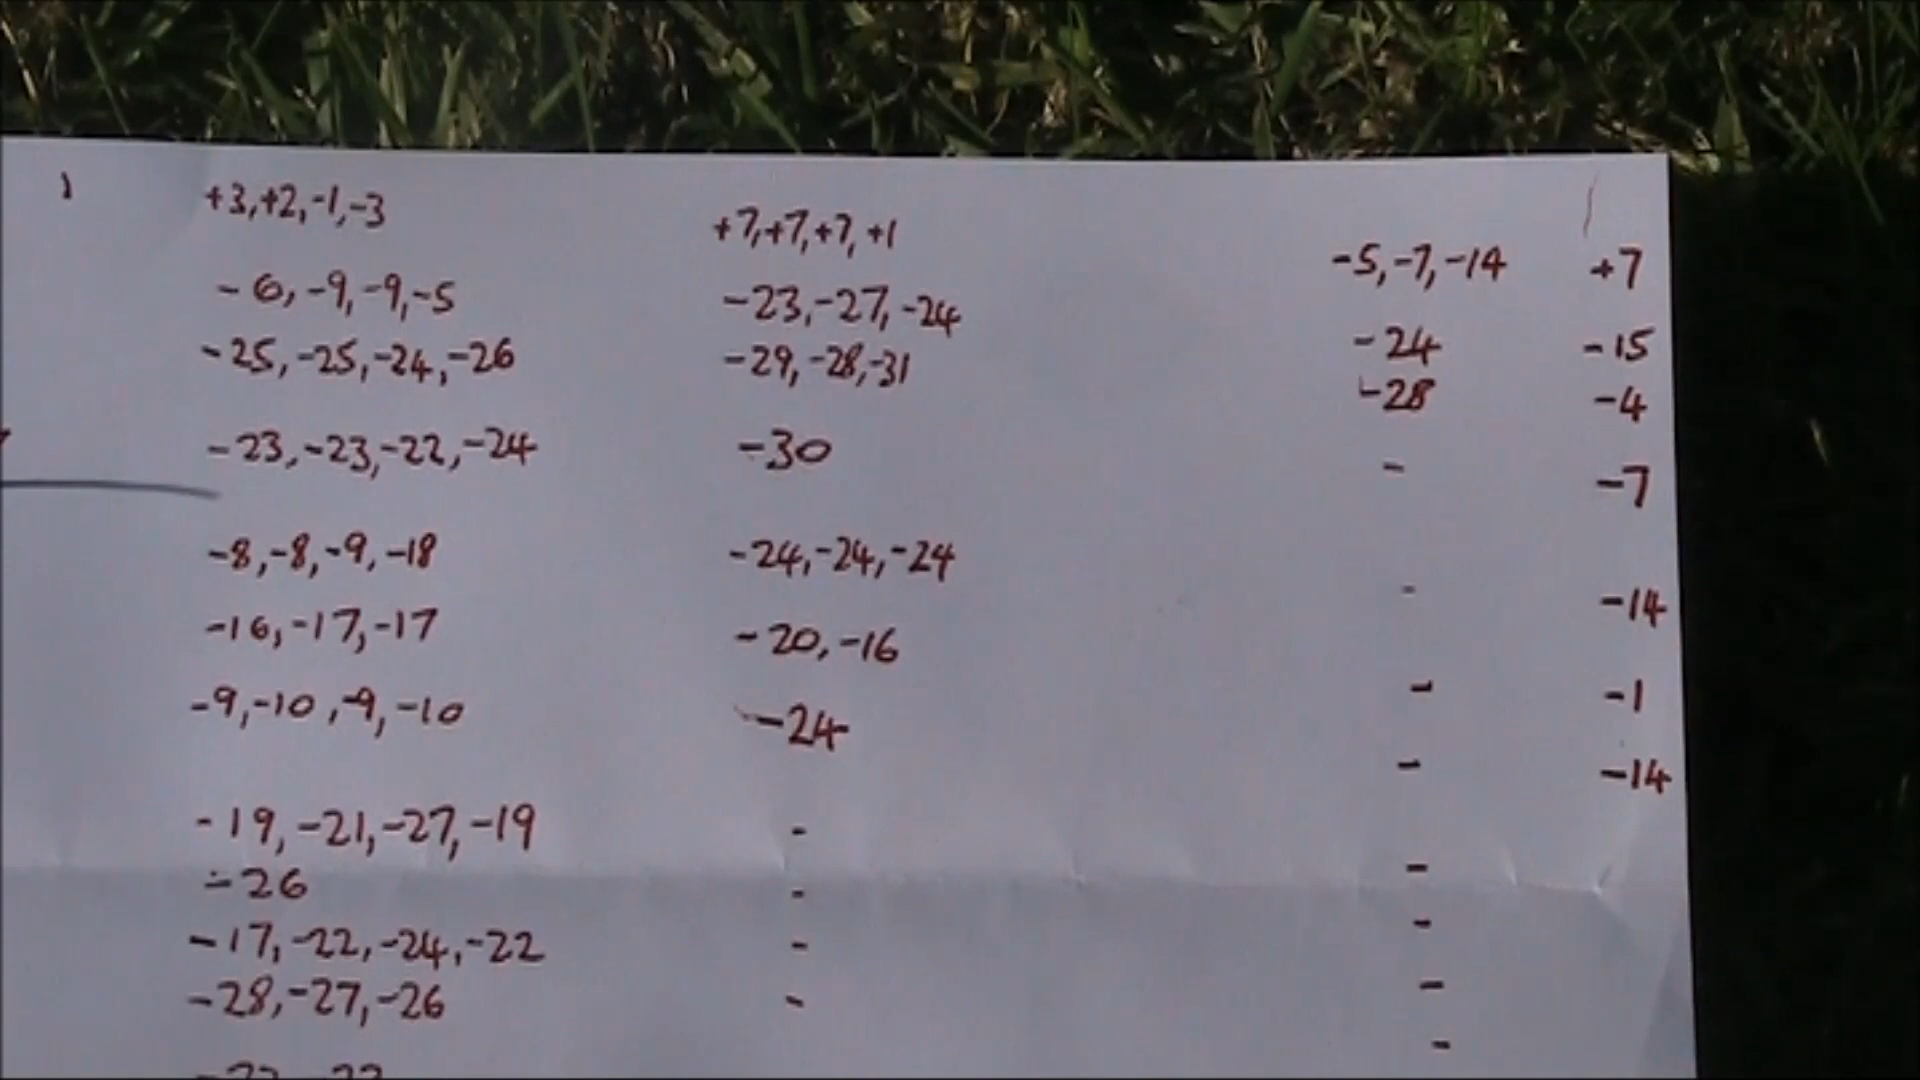 +3,+2,-1,-3 +7,+7,+7,+1 -5,-7,-14 +7
-6,-9,-9,-5 -23,-27,-24 -24 -15
-25,-25,-24,-26 -29,-28,-31 -28 -4
-23,-23,-22,-24 -30 - -7
-8,-8,-9,-18 -24,-24,-24 - -14
-16,-17,-17 -20,-16 - -1
-9,-10,-9,-10 -24 - -14
-19,-21,-27,-19 - -
-26 - -
-17,-22,-24,-22 - -
-28,-27,-26 - -